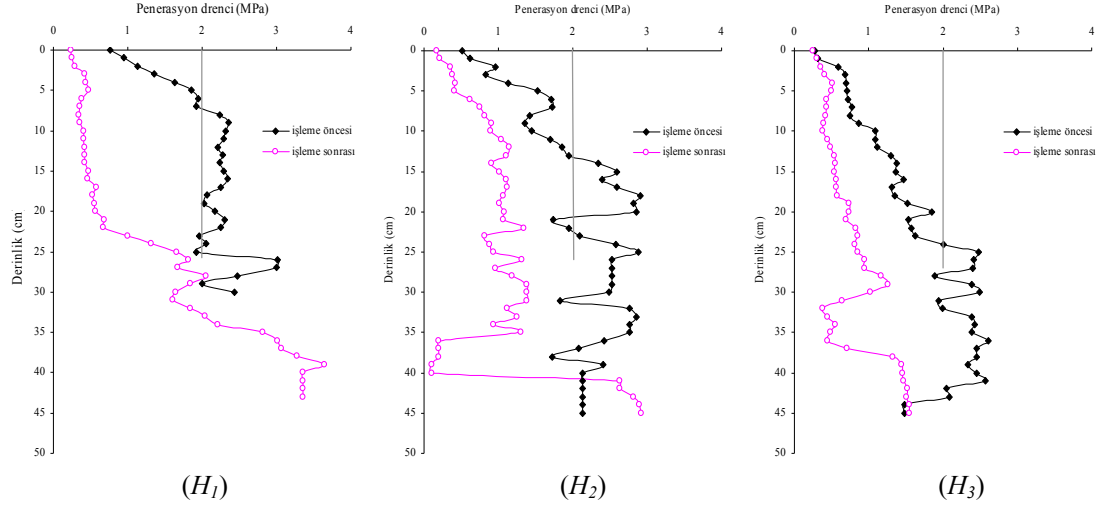 Penerasyon drenci (MPa)
0 1 2 3 4
0
5
10
15
20
25
30
35
40
45
50
Derinlik (cm)
işleme öncesi
işleme sonrası
(H1)
Penerasyon drenci (MPa)
0 1 2 3 4
0
5
10
15
20
25
30
35
40
45
50
Derinlik (cm)
işleme öncesi
işleme sonrası
(H2)
Penerasyon drenci (MPa)
0 1 2 3 4
0
5
10
15
20
25
30
35
40
45
50
Derinlik (cm)
işleme öncesi
işleme sonrası
(H3)